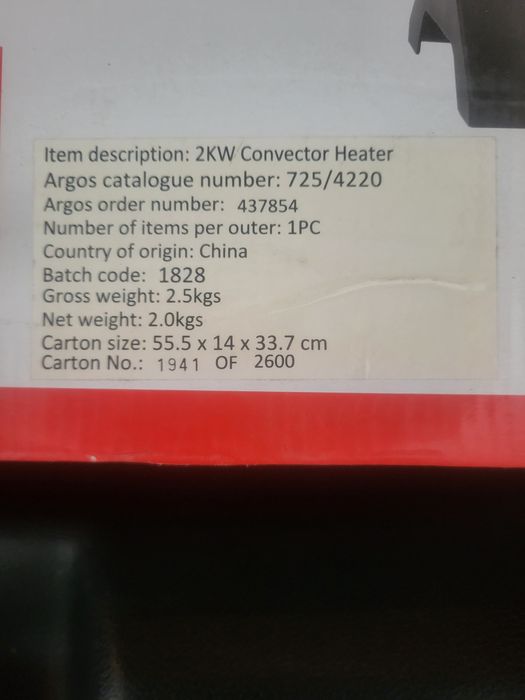 Item description: 2KW Convector Heater
Argos catalogue number: 725/4220
Argos order number: 437854
Number of items per outer: 1PC
Country of origin: China
Batch code: 1828
Gross weight: 2.5kgs
Net weight: 2.0kgs
Carton size: 55.5 x 14 x 33.7 cm
Carton No.: 1941 OF 2600